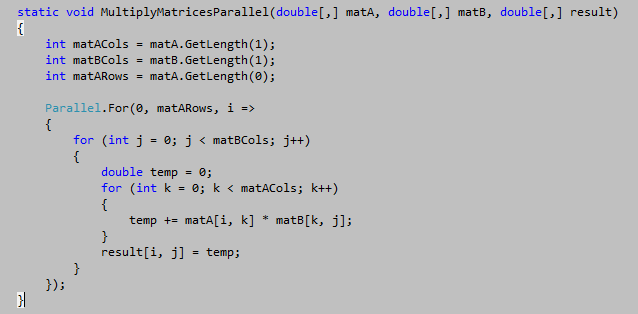 static void MultiplyMatricesParallel(double[,] matA, double[,] matB, double[,] result)
{
    int matACols = matA.GetLength(1);
    int matBCols = matB.GetLength(1);
    int matARows = matA.GetLength(0);

    Parallel.For(0, matARows, i =>
    {
        for (int j = 0; j < matBCols; j++)
        {
            double temp = 0;
            for (int k = 0; k < matACols; k++)
            {
                temp += matA[i, k] * matB[k, j];
            }
            result[i, j] = temp;
        }
    });
}